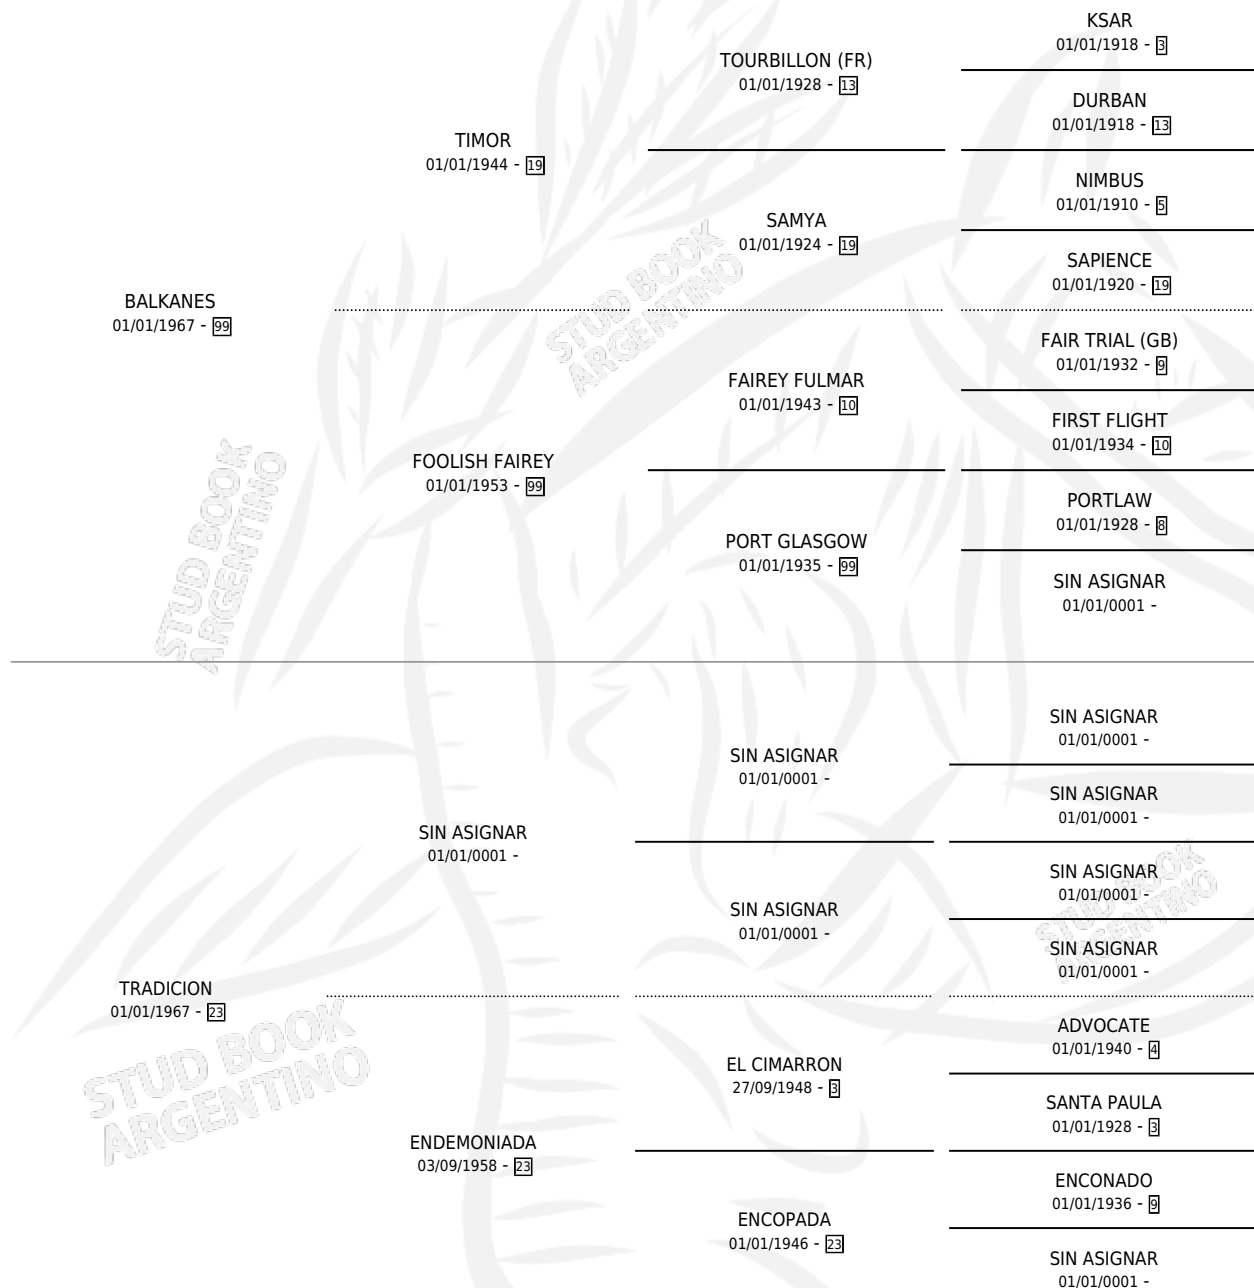 KSAR
01/01/1918 - 3
TOURBILLON (FR)
01/01/1928 - 13
DURBAN
01/01/1918 - 13
TIMOR
01/01/1944 - 19
NIMBUS
01/01/1910 - 5
SAMYA
01/01/1924 - 19
SAPIENCE
01/01/1920 - 19
BALKANES
01/01/1967 - 99
FAIR TRIAL (GB)
01/01/1932 - 9
FAIREY FULMAR
01/01/1943 - 10
FIRST FLIGHT
01/01/1934 - 10
FOOLISH FAIREY
01/01/1953 - 99
PORTLAW
01/01/1928 - 8
PORT GLASGOW
01/01/1935 - 99
SIN ASIGNAR
01/01/0001 -
STUD BOOK
ARGENTINO
STUD BOOK
ARGENTINO
SIN ASIGNAR
01/01/0001 -
SIN ASIGNAR
01/01/0001 -
SIN ASIGNAR
01/01/0001 -
SIN ASIGNAR
01/01/0001 -
SIN ASIGNAR
01/01/0001 -
SIN ASIGNAR
01/01/0001 -
SIN ASIGNAR
01/01/0001 -
STUD BOOK
ARGENTINO
TRADICION
01/01/1967 - 23
ADVOCATE
01/01/1940 - 4
EL CIMARRON
27/09/1948 - 3
SANTA PAULA
01/01/1928 - 3
ENDEMONIADA
03/09/1958 - 23
ENCONADO
01/01/1936 - 9
ENCOPADA
01/01/1946 - 23
SIN ASIGNAR
01/01/0001 -
STUD BOOK
ARGENTINO